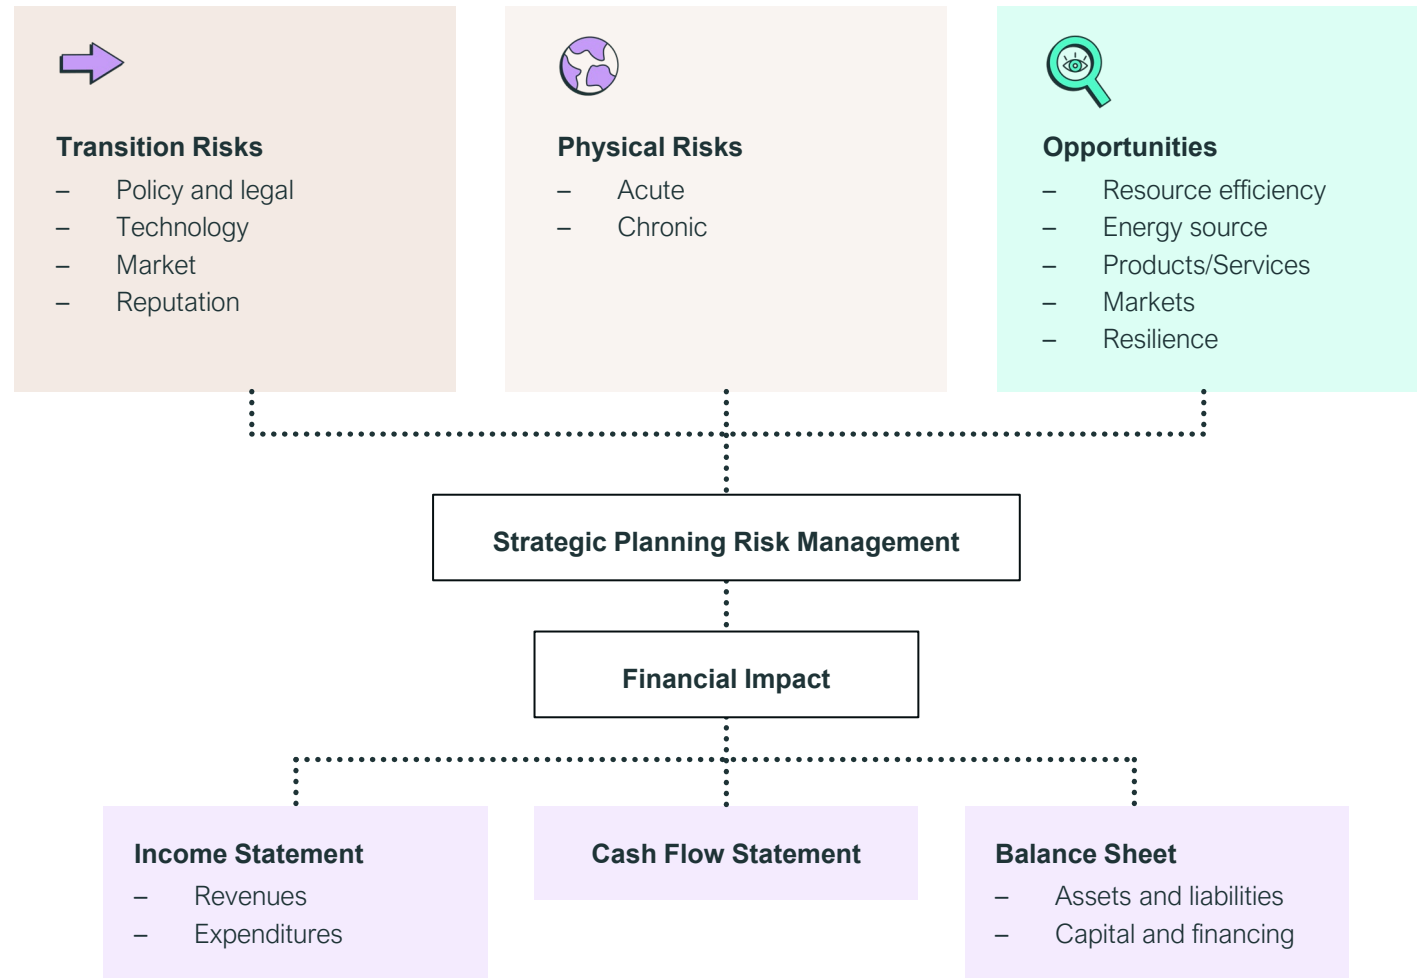 Transition Risks
– Policy and legal
– Technology
– Market
– Reputation
Physical Risks
– Acute
– Chronic
Opportunities
– Resource efficiency
– Energy source
– Products/Services
– Markets
– Resilience
Strategic Planning Risk Management
Financial Impact
Income Statement
– Revenues
– Expenditures
Cash Flow Statement
Balance Sheet
– Assets and liabilities
– Capital and financing